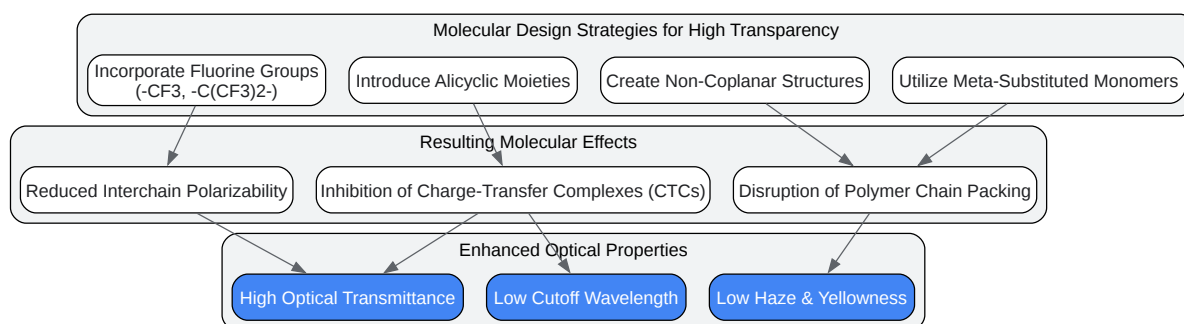 Molecular Design Strategies for High Transparency
Incorporate Fluorine Groups
(-CF3, -C(CF3)2-)
Introduce Alicyclic Moieties
Create Non-Coplanar Structures
Utilize Meta-Substituted Monomers
Resulting Molecular Effects
Reduced Interchain Polarizability
Inhibition of Charge-Transfer Complexes (CTCs)
Disruption of Polymer Chain Packing
Enhanced Optical Properties
High Optical Transmittance
Low Cutoff Wavelength
Low Haze & Yellowness